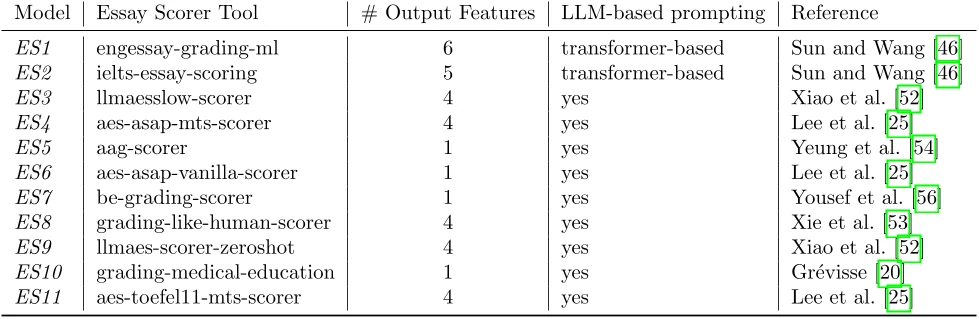 Model Essay Scorer Tool # Output Features LLM-based prompting Reference
ES1 engessay-grading-ml 6 transformer-based Sun and Wang [46]
ES2 ielts-essay-scoring 5 transformer-based Sun and Wang [46]
ES3 llmaesslow-scorer 4 yes Xiao et al. [52]
ES4 aes-asap-mts-scorer 4 yes Lee et al. [25]
ES5 aag-scorer 1 yes Yeung et al. [54]
ES6 aes-asap-vanilla-scorer 1 yes Lee et al. [25]
ES7 be-grading-scorer 1 yes Yousef et al. [56]
ES8 grading-like-human-scorer 4 yes Xie et al. [53]
ES9 llmaes-scorer-zeroshot 4 yes Xiao et al. [52]
ES10 grading-medical-education 1 yes Grévisse [20]
ES11 aes-toefel11-mts-scorer 4 yes Lee et al. [25]